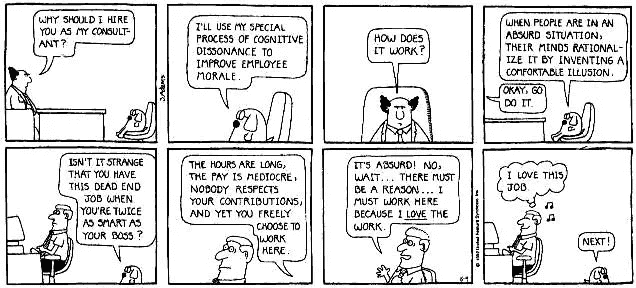 WHY SHOULD I HIRE
YOU AS MY CONSULT-
ANT?
S.ADAMS
I'LL USE MY SPECIAL
PROCESS OF COGNITIVE
DISSONANCE TO
IMPROVE EMPLOYEE
MORALE.
HOW DOES
IT WORK?
WHEN PEOPLE ARE IN AN
ABSURD SITUATION,
THEIR MINDS RATIONAL-
IZE IT BY INVENTING A
COMFORTABLE ILLUSION.
OKAY, GO
DO IT.
ISN'T IT STRANGE
THAT YOU HAVE
THIS DEAD END
JOB WHEN
YOU'RE TWICE
AS SMART AS
YOUR BOSS?
THE HOURS ARE LONG,
THE PAY IS MEDIOCRE,
NOBODY RESPECTS
YOUR CONTRIBUTIONS,
AND YET YOU FREELY
CHOOSE TO
WORK
HERE.
IT'S ABSURD! NO,
WAIT... THERE MUST
BE A REASON... I
MUST WORK HERE
BECAUSE I LOVE THE
WORK.
I LOVE THIS
JOB.
NEXT!